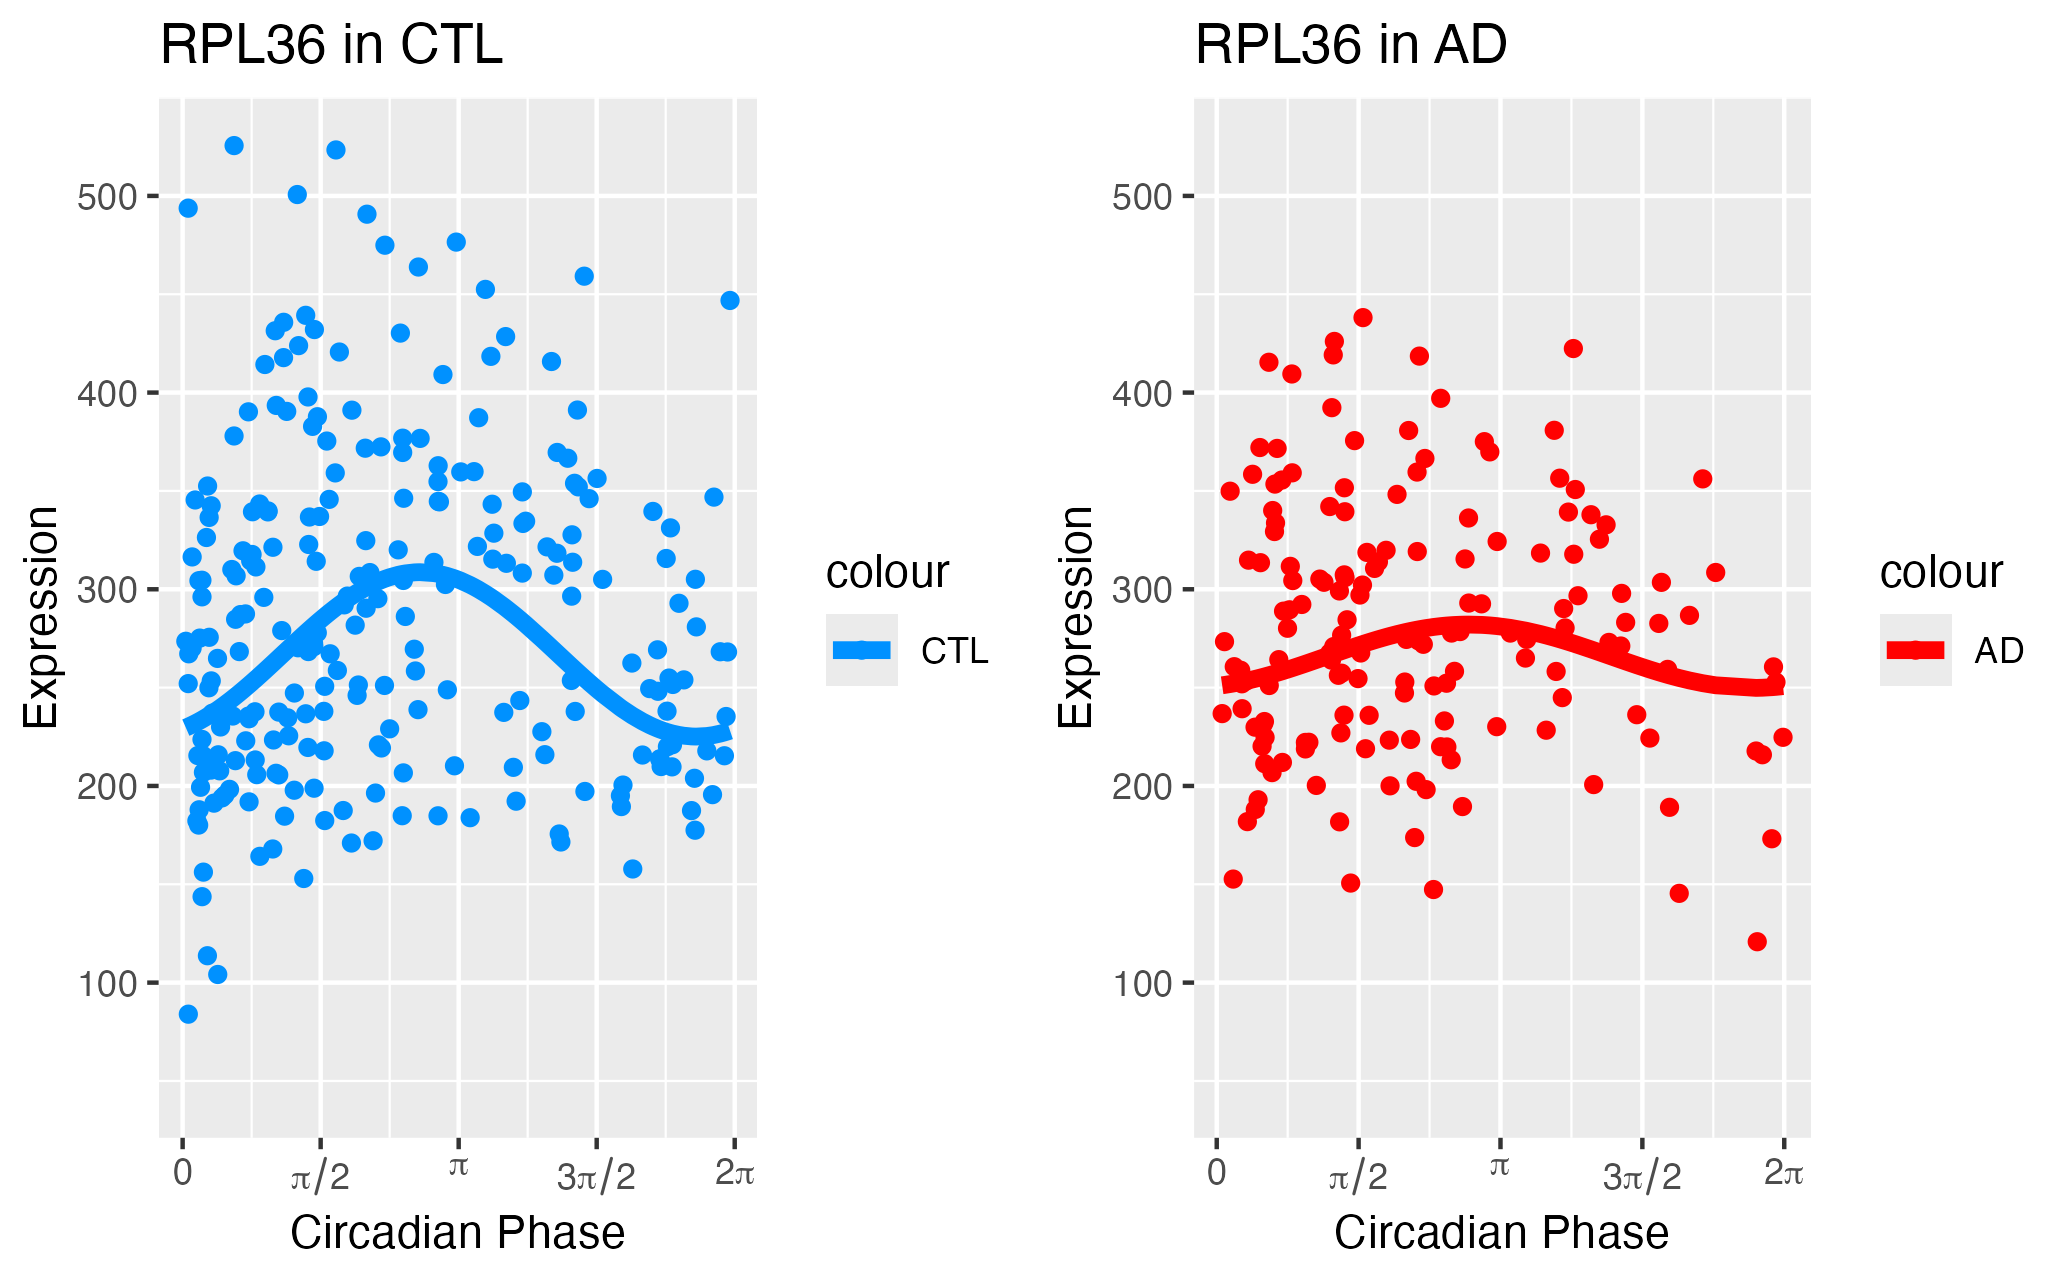 RPL36 in CTL
500
400
300
200
100
Expression
0 π/2 π 3π/2 2π
Circadian Phase
colour
CTL
RPL36 in AD
500
400
300
200
100
Expression
0 π/2 π 3π/2 2π
Circadian Phase
colour
AD